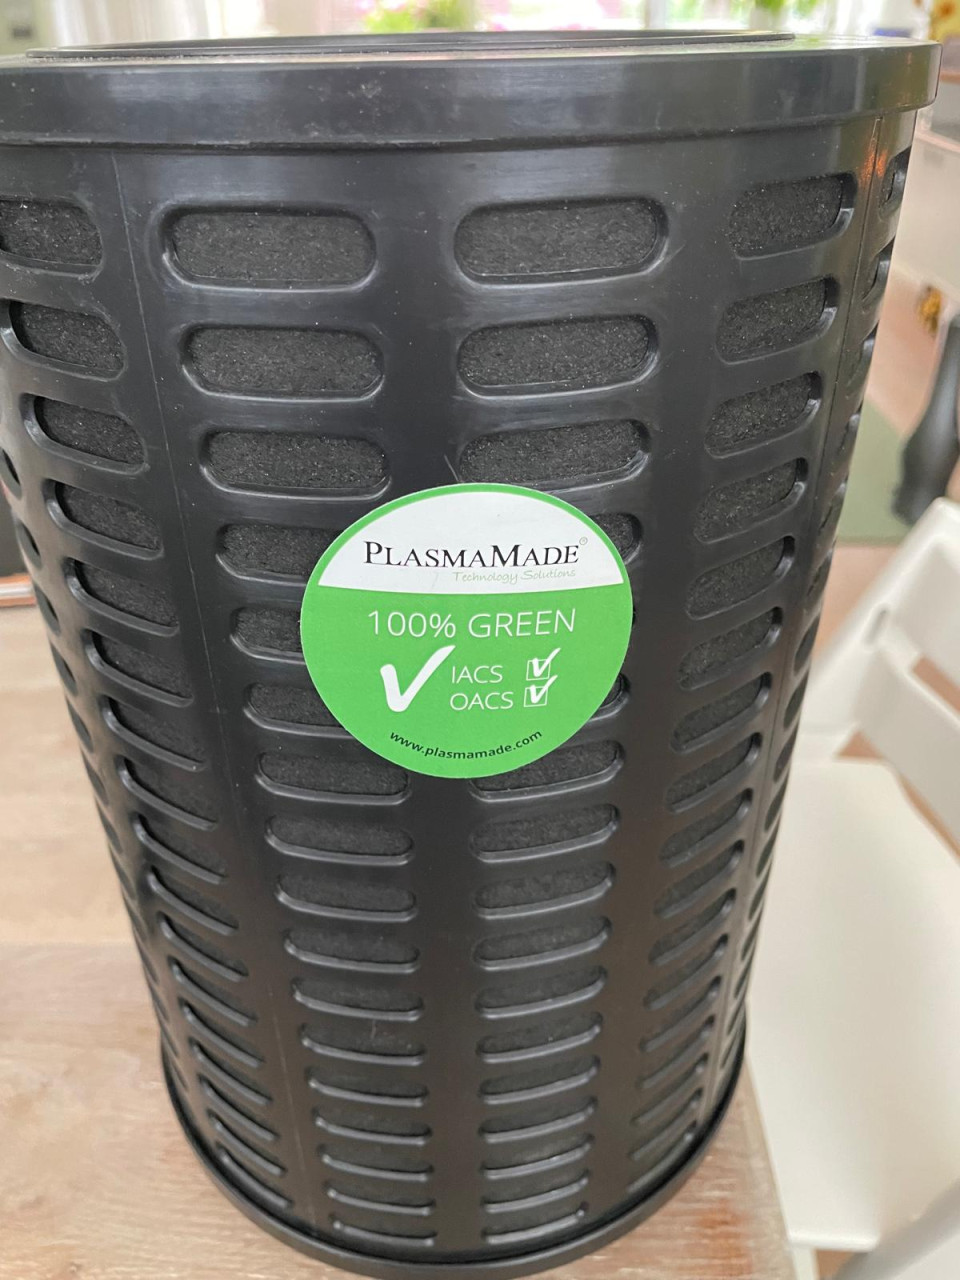 PLASMAMADE®
Technology Solutions
100% GREEN
IACS
OACS
www.plasmamade.com